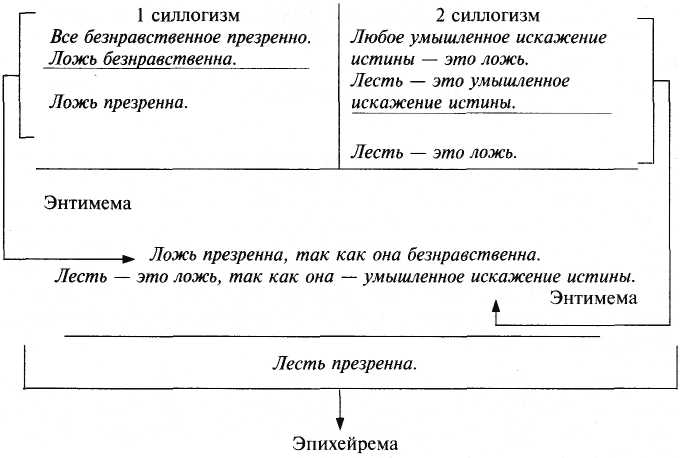 1 силлогизм
Все безнравственное презренно.
Ложь безнравственна.
Ложь презренна.
2 силлогизм
Любое умышленное искажение
истины — это ложь.
Лесть — это умышленное
искажение истины.
Лесть — это ложь.
Энтимема
Ложь презренна, так как она безнравственна.
Лесть — это ложь, так как она — умышленное искажение истины.
Энтимема
Лесть презренна.
Эпихейрема